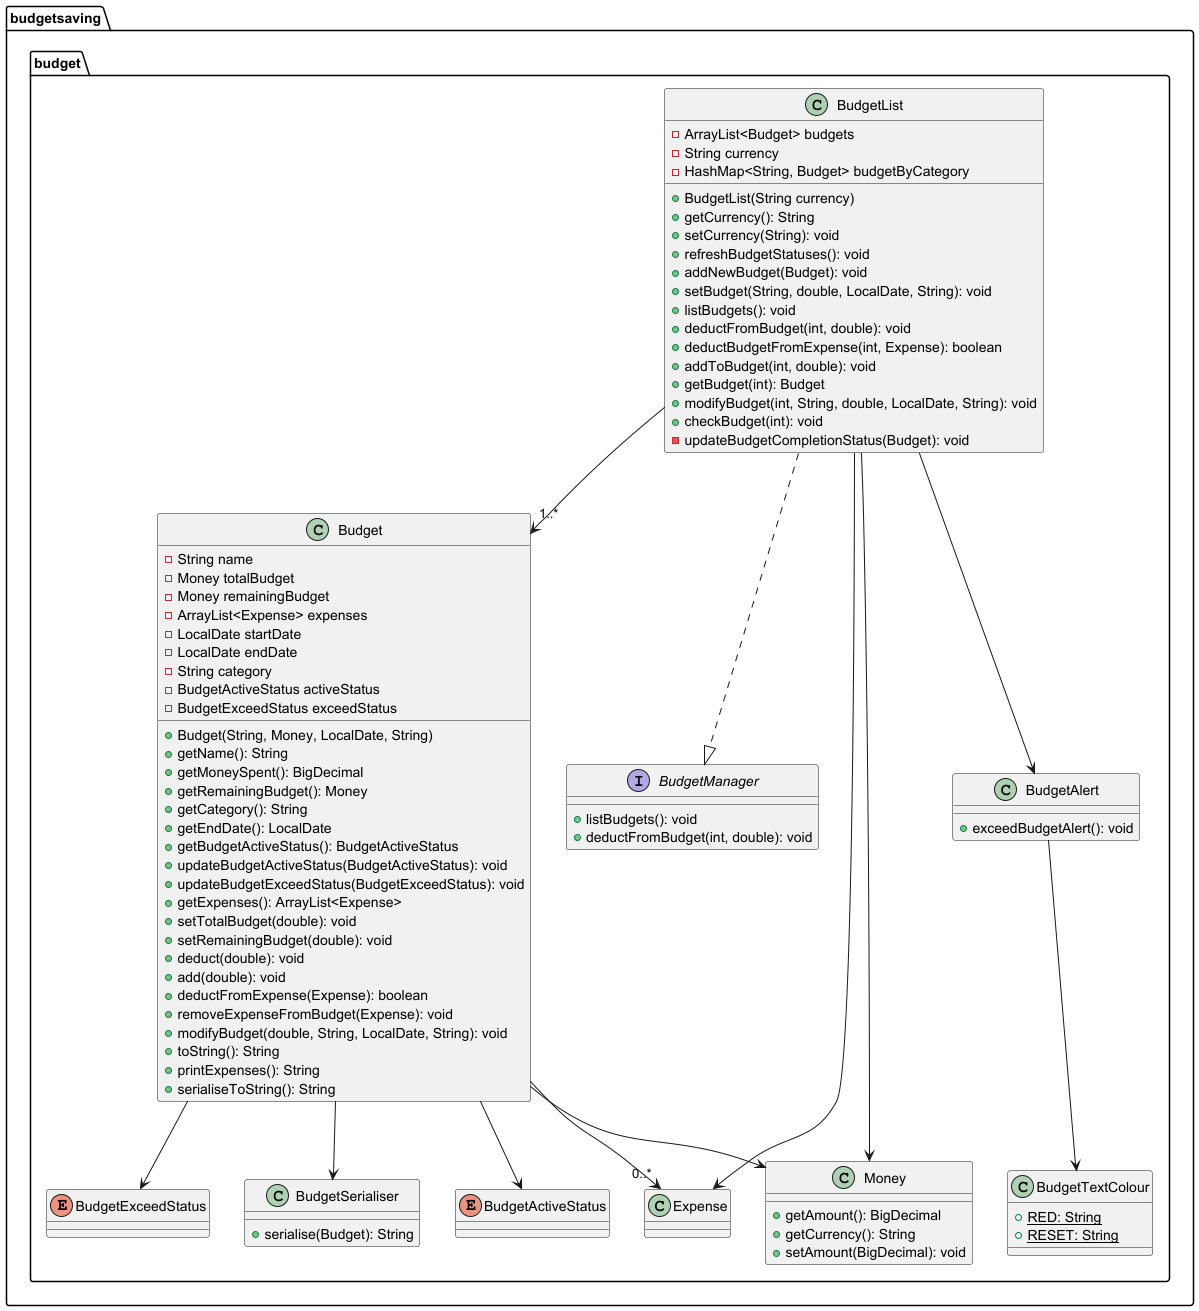 budgetsaving
budget
C BudgetList
ArrayList<Budget> budgets
String currency
HashMap<String, Budget> budgetByCategory
BudgetList(String currency)
getCurrency(): String
setCurrency(String): void
refreshBudgetStatuses(): void
addNewBudget(Budget): void
setBudget(String, double, LocalDate, String): void
listBudgets(): void
deductFromBudget(int, double): void
deductBudgetFromExpense(int, Expense): boolean
addToBudget(int, double): void
getBudget(int): Budget
modifyBudget(int, String, double, LocalDate, String): void
checkBudget(int): void
updateBudgetCompletionStatus(Budget): void
1..*
C Budget
String name
Money totalBudget
Money remainingBudget
ArrayList<Expense> expenses
LocalDate startDate
LocalDate endDate
String category
BudgetActiveStatus activeStatus
BudgetExceedStatus exceedStatus
Budget(String, Money, LocalDate, String)
getName(): String
getMoneySpent(): BigDecimal
getRemainingBudget(): Money
getCategory(): String
getEndDate(): LocalDate
getBudgetActiveStatus(): BudgetActiveStatus
updateBudgetActiveStatus(BudgetActiveStatus): void
updateBudgetExceedStatus(BudgetExceedStatus): void
getExpenses(): ArrayList<Expense>
setTotalBudget(double): void
setRemainingBudget(double): void
deduct(double): void
add(double): void
deductFromExpense(Expense): boolean
removeExpenseFromBudget(Expense): void
modifyBudget(double, String, LocalDate, String): void
toString(): String
printExpenses(): String
serialiseToString(): String
I BudgetManager
listBudgets(): void
deductFromBudget(int, double): void
C BudgetAlert
exceedBudgetAlert(): void
E BudgetExceedStatus
C BudgetSerialiser
serialise(Budget): String
E BudgetActiveStatus
0..*
C Expense
C Money
getAmount(): BigDecimal
getCurrency(): String
setAmount(BigDecimal): void
C BudgetTextColour
RED: String
RESET: String